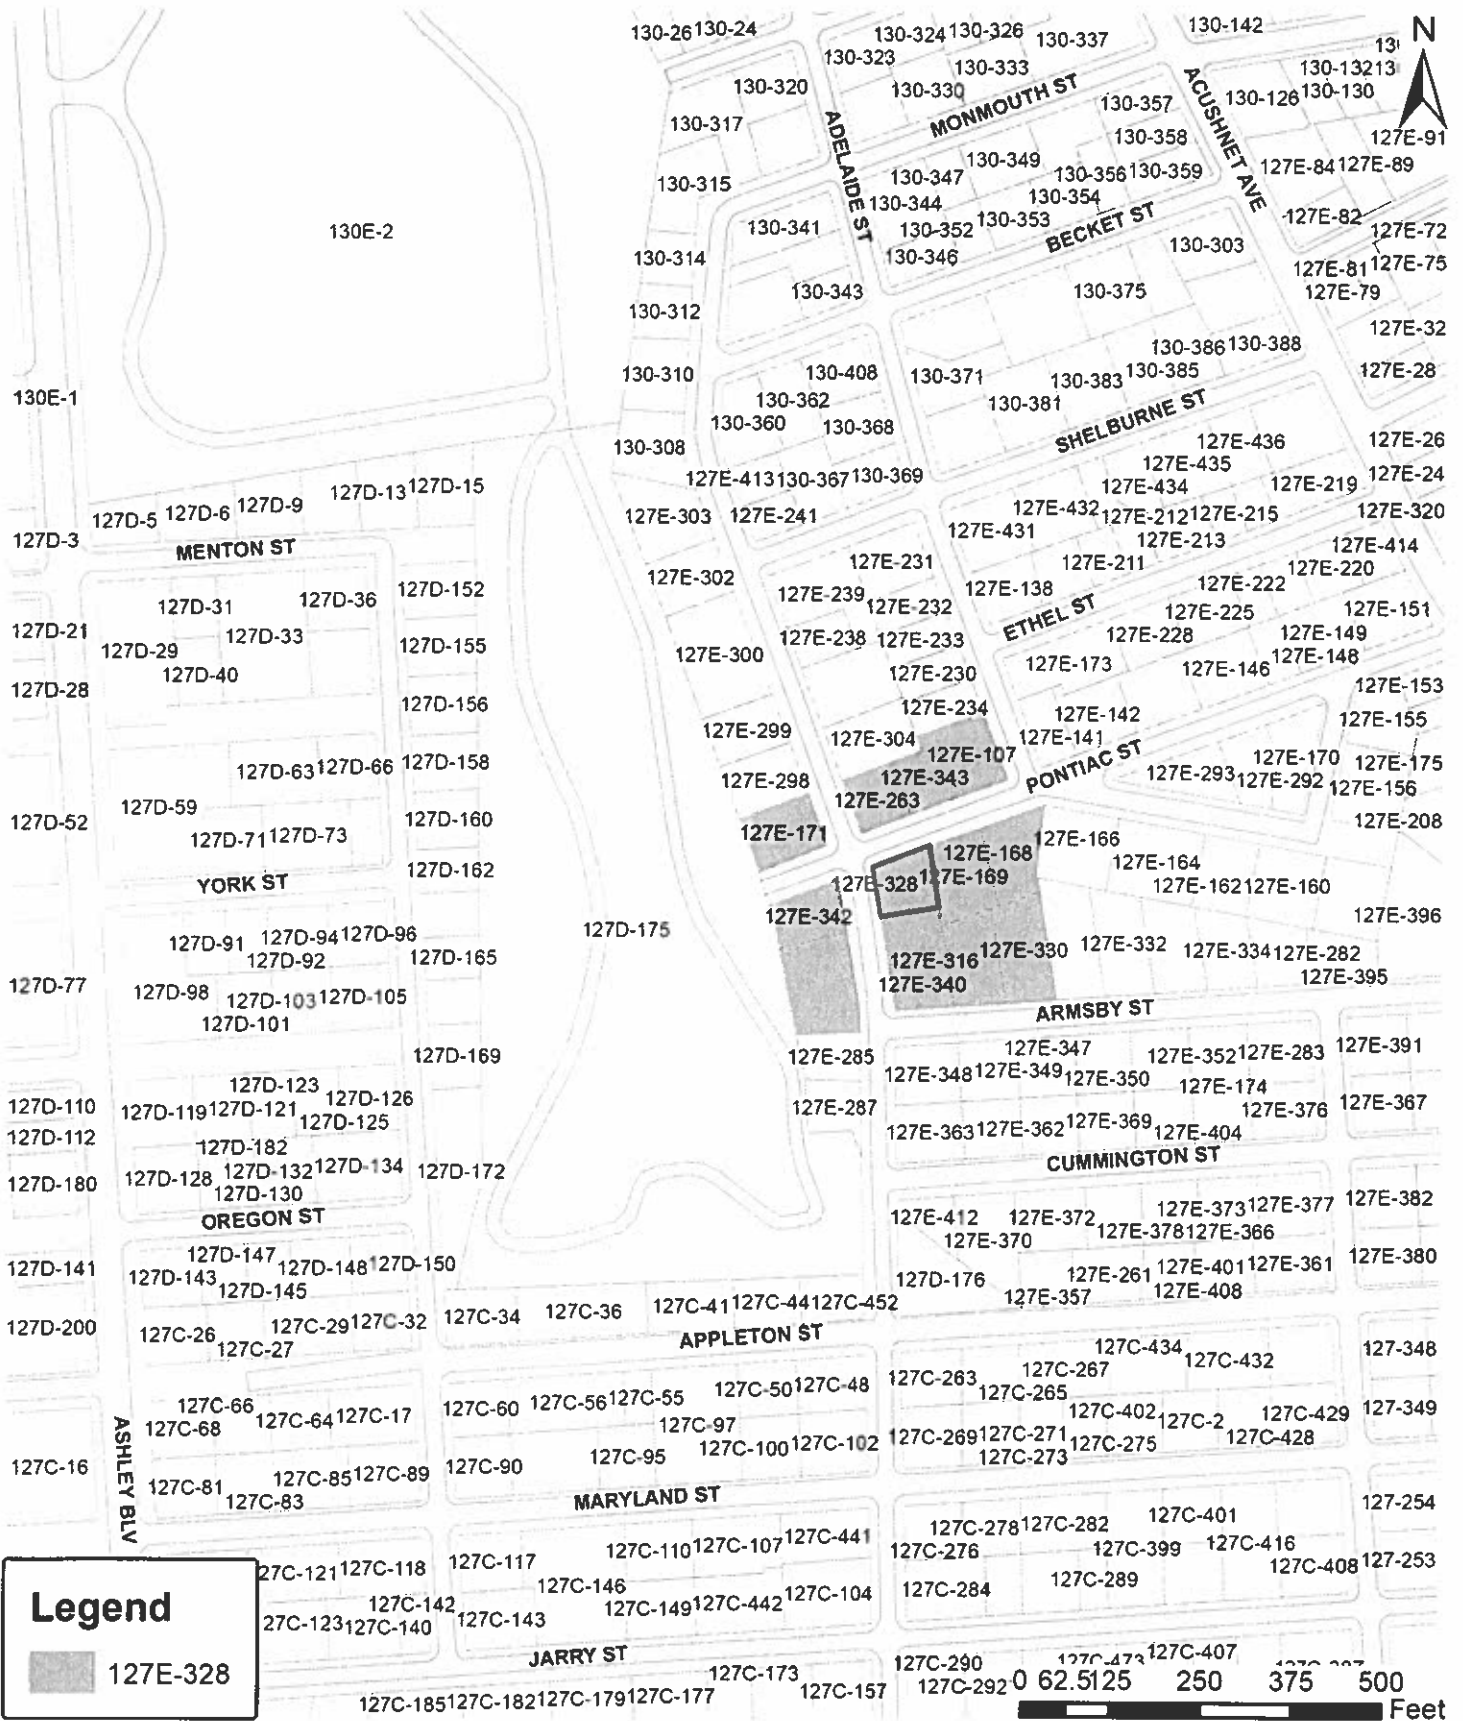 130-26 130-24
130-324 130-326 130-337
130-142
N
130-323
130-333
130-132
130-320
130-330
MONMOUTH ST
130-357
ACUSHNET AVE
130-126 130-130
130-317
ADELAIDE ST
130-358
127E-91
130-349
130-347
130-356 130-359
127E-84 127E-89
130-315
130-344
130-354
130E-2
130-341
130-352 130-353
BECKET ST
127E-82
127E-72
130-314
130-346
130-303
127E-81 127E-75
130-343
130-375
127E-79
130-312
127E-32
130-386 130-388
130E-1
130-310
130-408
130-371
130-383 130-385
127E-28
130-362
130-381
130-360
130-368
SHELBURNE ST
130-308
127E-436
127E-26
127E-413 130-367 130-369
127E-435
127E-434
127E-219
127E-24
127D-13 127D-15
127D-5 127D-6 127D-9
127E-303 127E-241
127E-432 127E-212 127E-215
127E-320
127D-3
MENTON ST
127E-431
127E-213
127E-414
127E-302
127E-231
127E-211
127E-220
127D-31
127D-36
127D-152
127E-239
127E-232
127E-138
127E-222
127D-21
127D-33
ETHEL ST
127E-225
127E-151
127D-29
127D-155
127E-238 127E-233
127E-228
127E-149
127D-40
127E-300
127E-230
127E-173
127E-146 127E-148
127D-28
127D-156
127E-234
127E-153
127E-299
127E-304
127E-142
127E-155
127E-107
127E-141
127D-63 127D-66 127D-158
127E-298
127E-343
PONTIAC ST
127E-293 127E-292
127E-170
127E-175
127E-156
127D-59
127E-263
127D-52
127D-71 127D-73
127D-160
127E-171
127E-208
127E-168
127E-166
127D-162
127E-164
YORK ST
127E-328
127E-169
127E-162 127E-160
127E-342
127E-396
127D-91 127D-94 127D-96
127D-175
127D-92
127D-165
127E-316
127E-330
127E-332
127E-334 127E-282
127D-77
127D-98
127D-103 127D-105
127E-340
127E-395
127D-101
ARMSBY ST
127D-169
127E-285
127E-347
127E-352 127E-283 127E-391
127D-123
127E-348 127E-349 127E-350
127E-174
127D-110
127D-119 127D-121
127D-126
127E-287
127E-376
127E-367
127D-125
127D-112
127D-182
127E-363 127E-362 127E-369
127E-404
CUMMINGTON ST
127D-180
127D-128 127D-132 127D-134 127D-172
127D-130
127E-373 127E-377 127E-382
OREGON ST
127E-412 127E-372
127E-378 127E-366
127E-370
127D-141
127D-147
127D-148 127D-150
127E-380
127D-143
127D-176
127E-261 127E-401 127E-361
127D-145
127E-357
127E-408
127C-34 127C-36 127C-41 127C-44 127C-452
127D-200
127C-26
127C-29 127C-32
APPLETON ST
127C-27
127C-434
127-348
127C-263
127C-267
127C-432
127C-50 127C-48
127C-265
127C-66
127C-60 127C-56 127C-55
127C-402
127C-2
127C-429
127-349
127C-68
127C-64 127C-17
127C-97
127C-269 127C-271
127C-428
ASHLEY BLV
127C-95
127C-100 127C-102
127C-275
127C-273
127C-16
127C-85 127C-89
127C-90
127C-81
127C-83
MARYLAND ST
127-254
127C-401
127C-278 127C-282
127C-441
127C-110 127C-107
127C-276
127C-399
127C-416
127C-408 127-253
27C-121 127C-118 127C-117
127C-146
127C-289
127C-284
127C-104
127C-142
127C-149 127C-442
127C-143
27C-123 127C-140
JARRY ST
127C-407
127C-290
127C-473
127C-173
127C-292
127C-157
127C-185 127C-182 127C-179 127C-177
0 62.5 125 250 375 500
Feet
Legend
127E-328